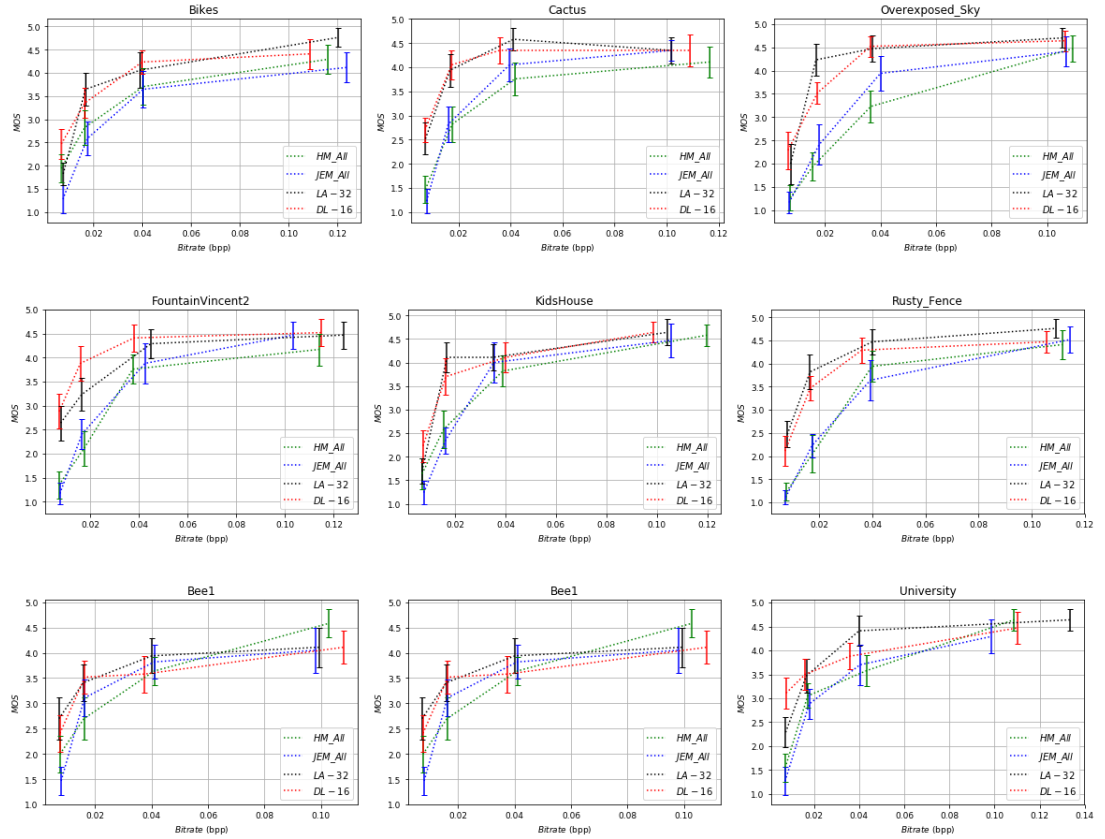 Bikes
5.0
4.5
4.0
3.5
3.0
2.5
2.0
1.5
1.0
MOS
0.02 0.04 0.06 0.08 0.10 0.12
Bitrate (bpp)
HM_All
JEM_All
LA − 32
DL − 16
Cactus
5.0
4.5
4.0
3.5
3.0
2.5
2.0
1.5
1.0
MOS
0.02 0.04 0.06 0.08 0.10
Bitrate (bpp)
HM_All
JEM_All
LA − 32
DL − 16
Overexposed_Sky
5.0
4.5
4.0
3.5
3.0
2.5
2.0
1.5
1.0
MOS
0.02 0.04 0.06 0.08 0.10
Bitrate (bpp)
HM_All
JEM_All
LA − 32
DL − 16
FountainVincent2
5.0
4.5
4.0
3.5
3.0
2.5
2.0
1.5
1.0
MOS
0.02 0.04 0.06 0.08 0.10 0.12
Bitrate (bpp)
HM_All
JEM_All
LA − 32
DL − 16
KidsHouse
5.0
4.5
4.0
3.5
3.0
2.5
2.0
1.5
1.0
MOS
0.02 0.04 0.06 0.08 0.10 0.120
Bitrate (bpp)
HM_All
JEM_All
LA − 32
DL − 16
Rusty_Fence
5.0
4.5
4.0
3.5
3.0
2.5
2.0
1.5
1.0
MOS
0.02 0.04 0.06 0.08 0.10 0.12
Bitrate (bpp)
HM_All
JEM_All
LA − 32
DL − 16
Bee1
5.0
4.5
4.0
3.5
3.0
2.5
2.0
1.5
1.0
MOS
0.02 0.04 0.06 0.08 0.10
Bitrate (bpp)
HM_All
JEM_All
LA − 32
DL − 16
Bee1
5.0
4.5
4.0
3.5
3.0
2.5
2.0
1.5
1.0
MOS
0.02 0.04 0.06 0.08 0.10
Bitrate (bpp)
HM_All
JEM_All
LA − 32
DL − 16
University
5.0
4.5
4.0
3.5
3.0
2.5
2.0
1.5
1.0
MOS
0.02 0.04 0.06 0.08 0.10 0.12 0.14
Bitrate (bpp)
HM_All
JEM_All
LA − 32
DL − 16